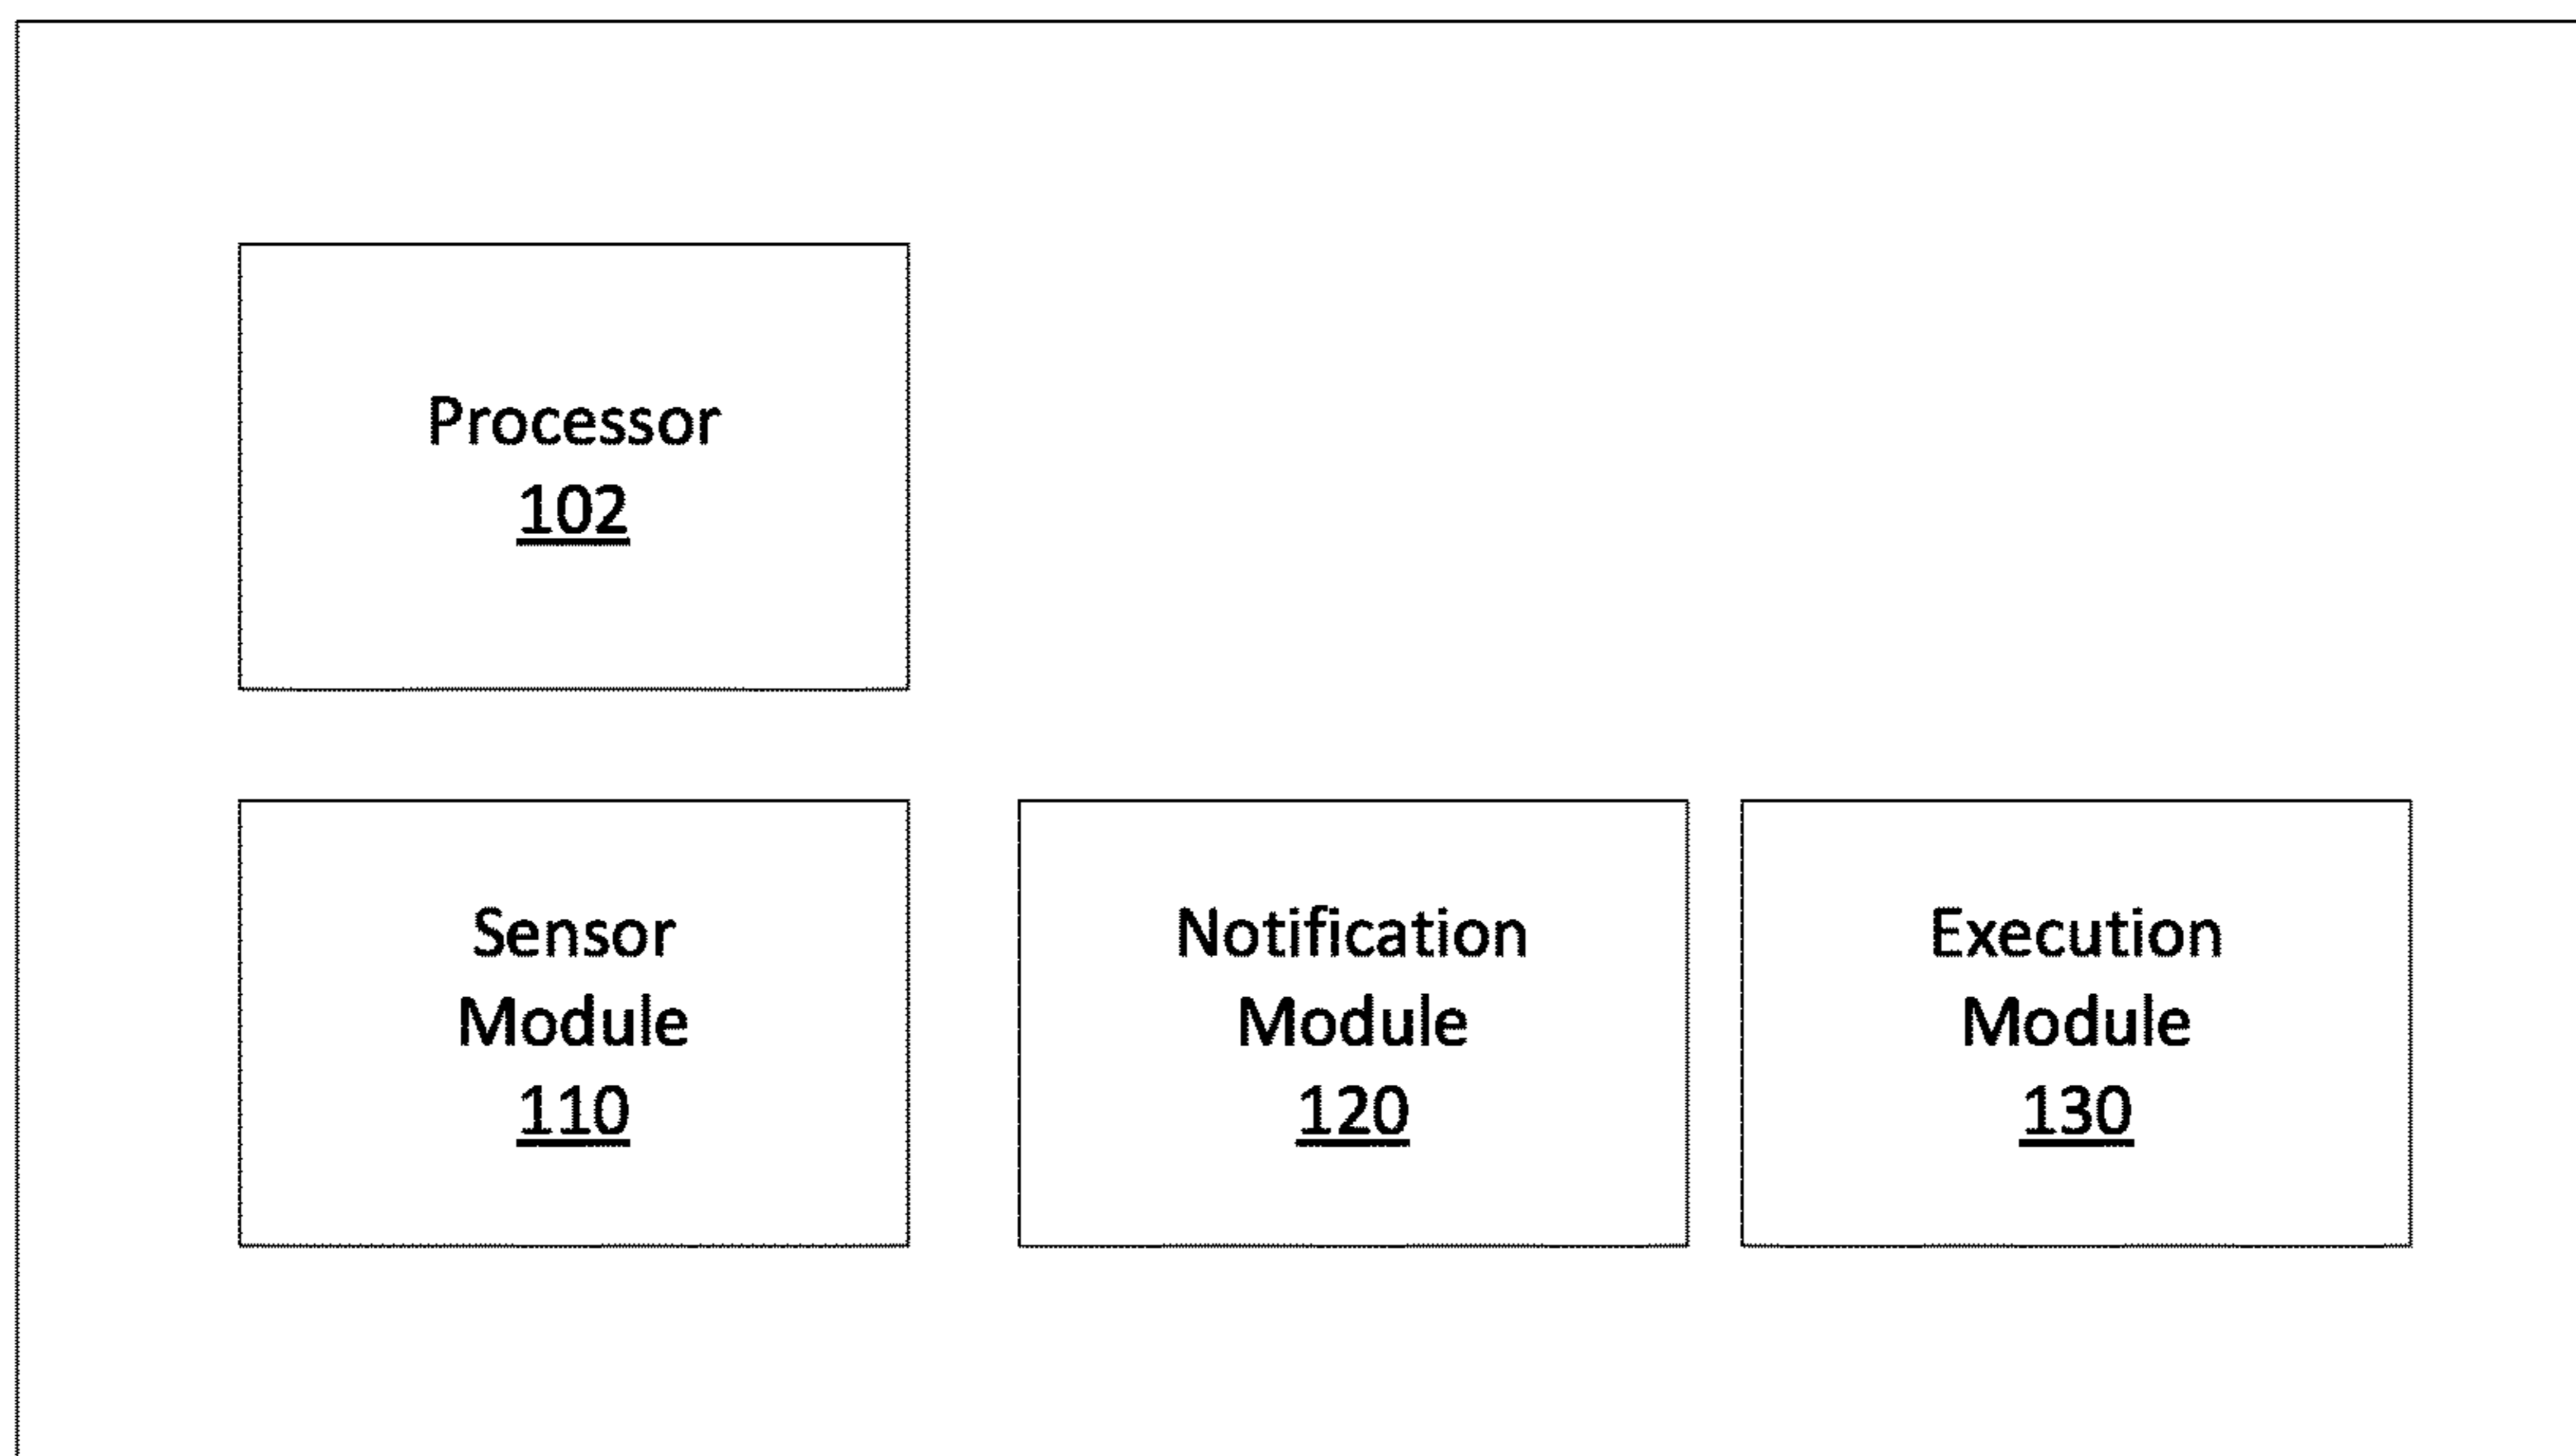 Processor
102
Sensor
Module
110
Notification
Module
120
Execution
Module
130